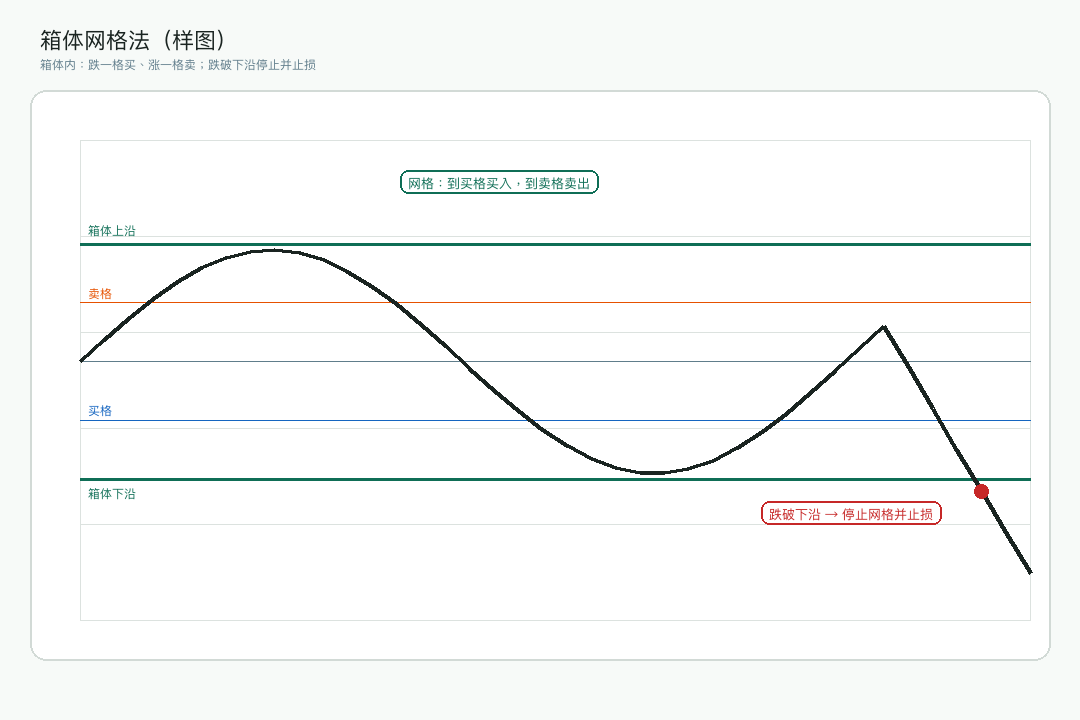 箱体网格法（样图）
箱体内：跌一格买、涨一格卖；跌破下沿停止并止损
网格：到买格买入，到卖格卖出
箱体上沿
卖格
买格
箱体下沿
跌破下沿 → 停止网格并止损